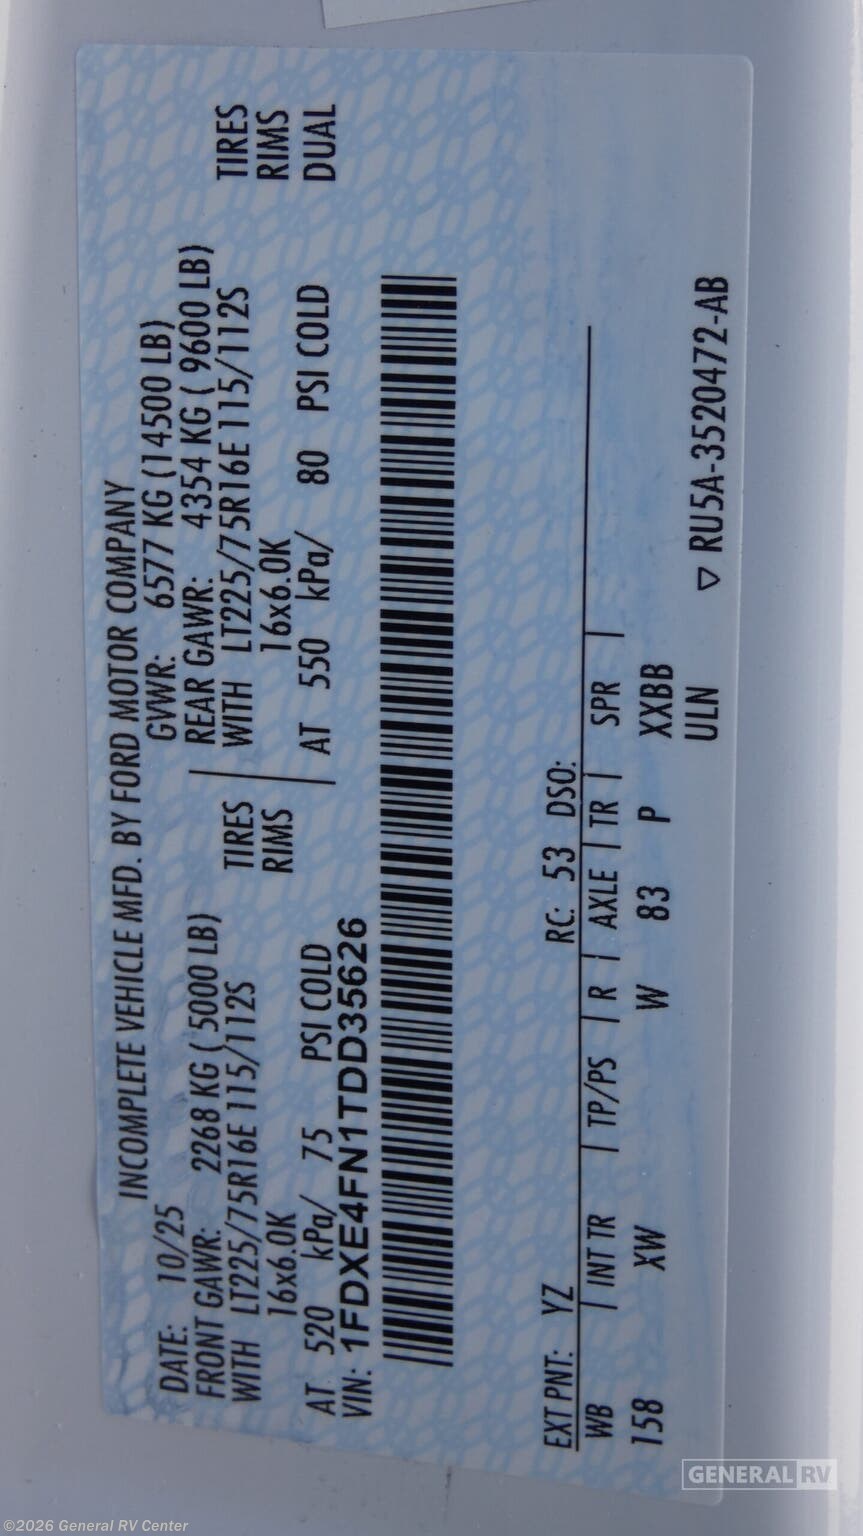 INCOMPLETE VEHICLE MFD. BY FORD MOTOR COMPANY
DATE: 10/25 GVWR: 6577 KG (14500 LB)
FRONT GAWR: 2268 KG ( 5000 LB) REAR GAWR: 4354 KG ( 9600 LB)
WITH LT225/75R16E 115/112S TIRES WITH LT225/75R16E 115/112S TIRES
16x6.0K RIMS 16x6.0K RIMS
AT 520 kPa/ 75 PSI COLD AT 550 kPa/ 80 PSI COLD DUAL
VIN: 1FDXE4FN1TDD35626
EXT PNT: YZ RC: 53 DSO:
WB | INT TR | TP/PS | R | AXLE | TR | SPR |
158 XW W 83 P XXBB
ULN ▽ RU5A-3520472-AB
GENERAL RV
©2026 General RV Center